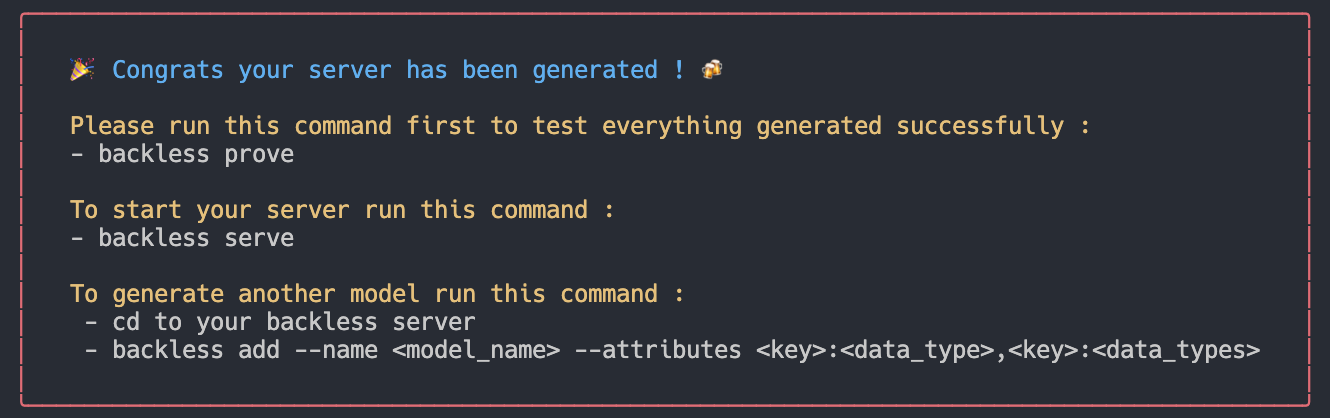 🎉 Congrats your server has been generated ! 🍻
Please run this command first to test everything generated successfully :
- backless prove
To start your server run this command :
- backless serve
To generate another model run this command :
- cd to your backless server
- backless add --name <model_name> --attributes <key>:<data_type>,<key>:<data_types>